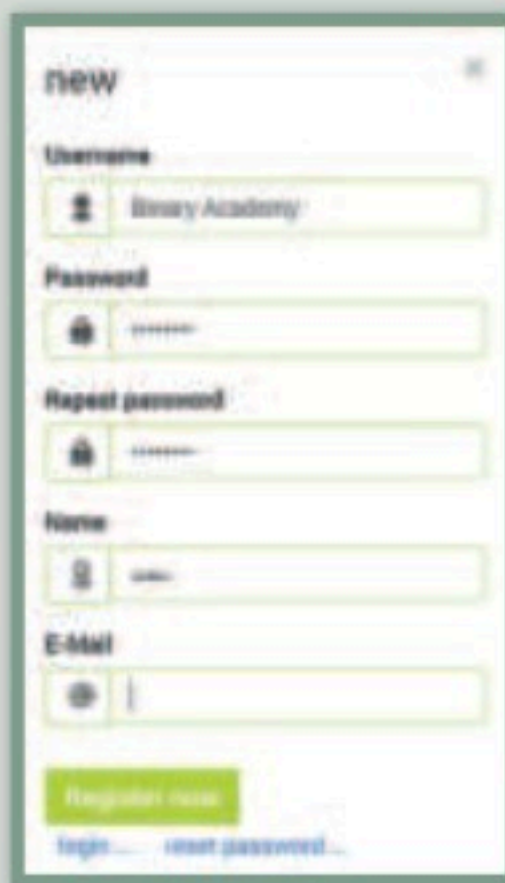 new
Username
Binary Academy
Password
Repeat password
Name
E-Mail
Register now
login... reset password...